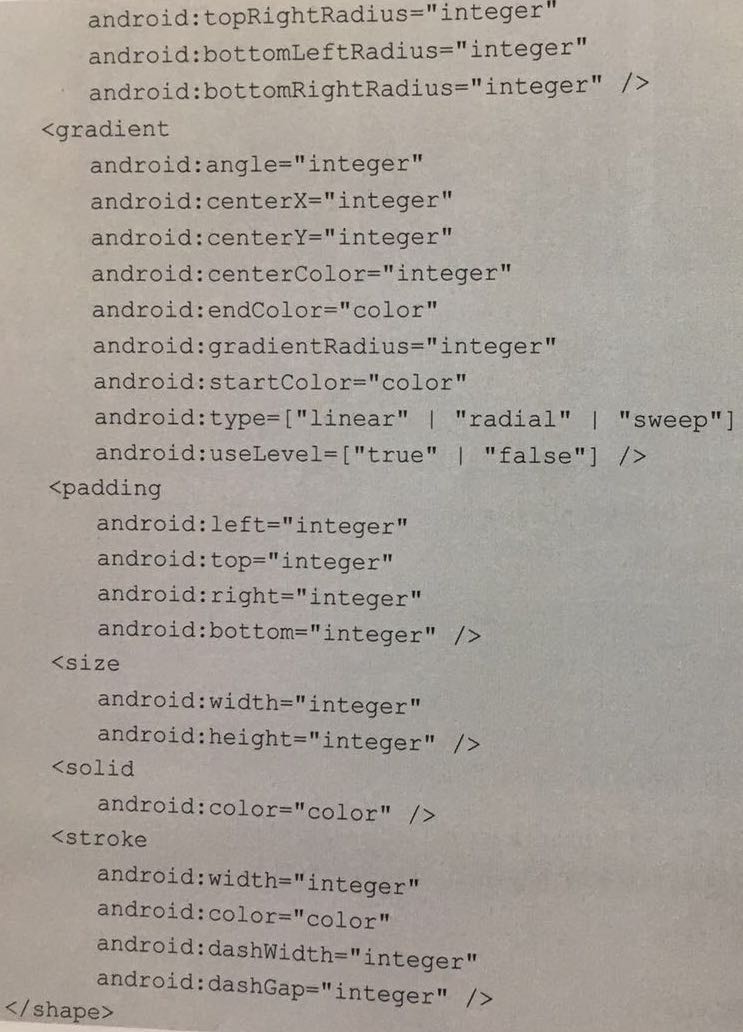 android:topRightRadius="integer"
android:bottomLeftRadius="integer"
android:bottomRightRadius="integer" />
<gradient
android:angle="integer"
android:centerX="integer"
android:centerY="integer"
android:centerColor="integer"
android:endColor="color"
android:gradientRadius="integer"
android:startColor="color"
android:type=["linear" | "radial" | "sweep"]
android:useLevel=["true" | "false"] />
<padding
android:left="integer"
android:top="integer"
android:right="integer"
android:bottom="integer" />
<size
android:width="integer"
android:height="integer" />
<solid
android:color="color" />
<stroke
android:width="integer"
android:color="color"
android:dashWidth="integer"
android:dashGap="integer" />
</shape>